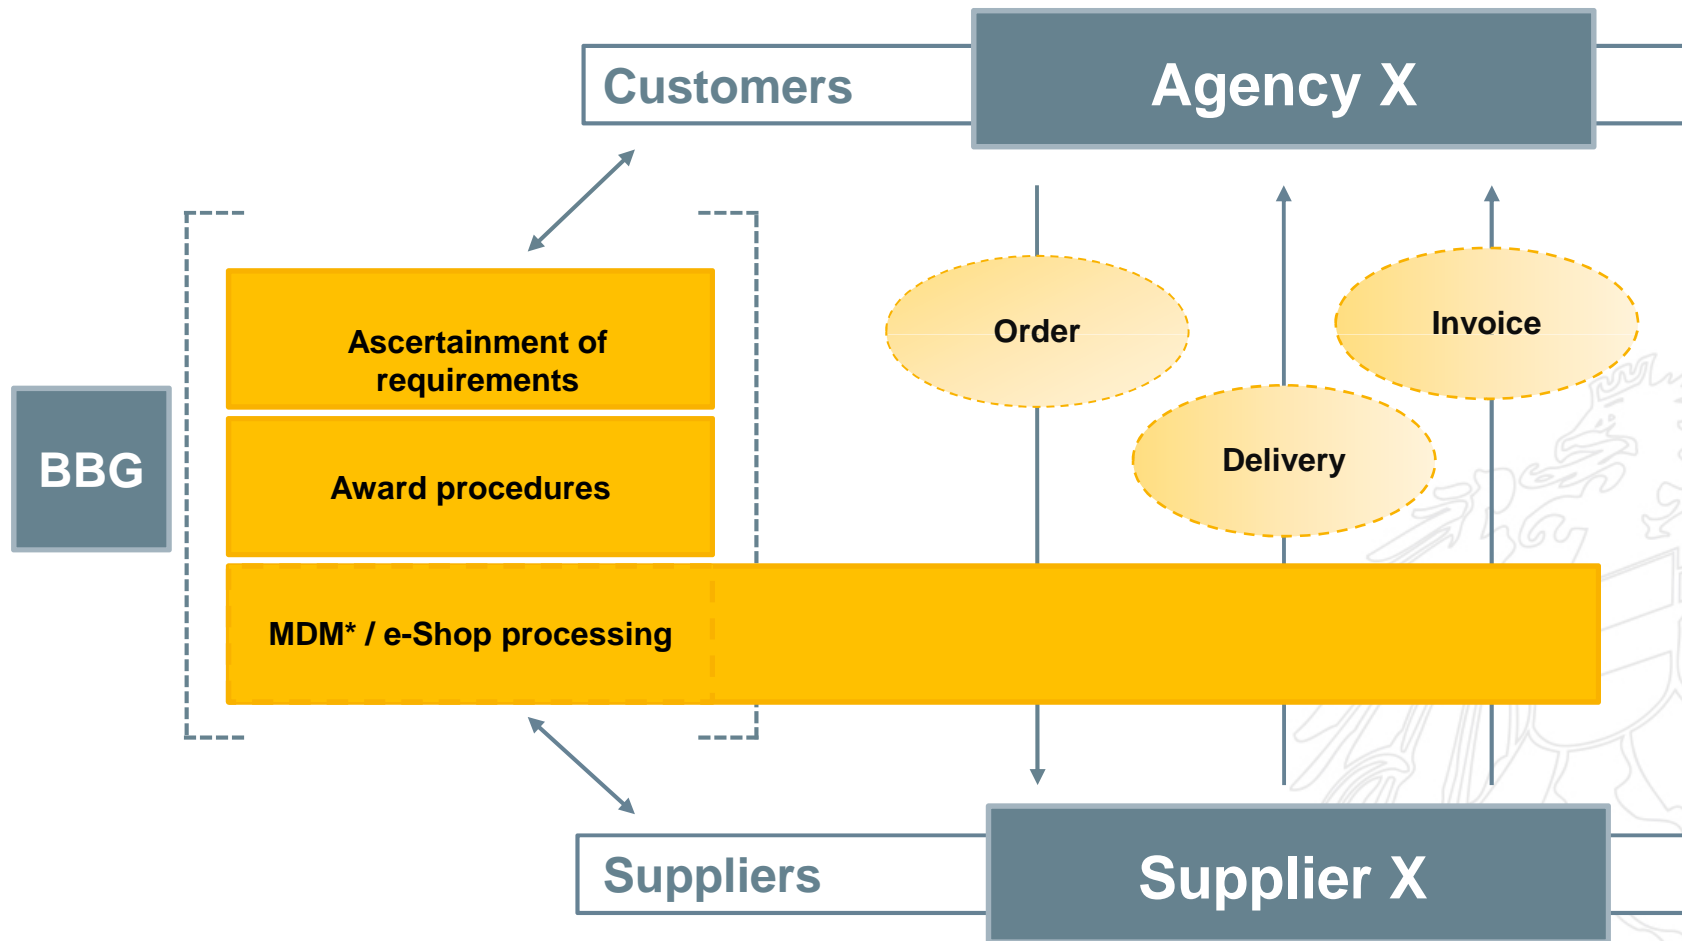 Customers
Agency X
Ascertainment of
requirements
Order
Invoice
BBG
Award procedures
Delivery
MDM* / e-Shop processing
Suppliers
Supplier X